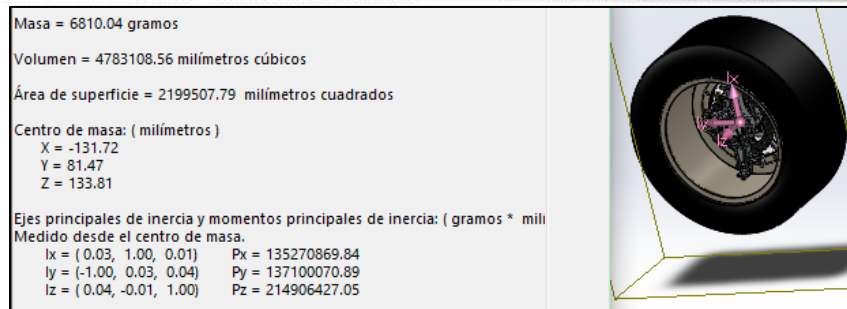 Masa = 6810.04 gramos
Volumen = 4783108.56 milímetros cúbicos
Área de superficie = 2199507.79 milímetros cuadrados
Centro de masa: ( milímetros )
X = -131.72
Y = 81.47
Z = 133.81
Ejes principales de inercia y momentos principales de inercia: ( gramos * mili
Medido desde el centro de masa.
Ix = ( 0.03, 1.00, 0.01) Px = 135270869.84
Iy = (-1.00, 0.03, 0.04) Py = 137100070.89
Iz = ( 0.04, -0.01, 1.00) Pz = 214906427.05
Ix
Iy
Iz